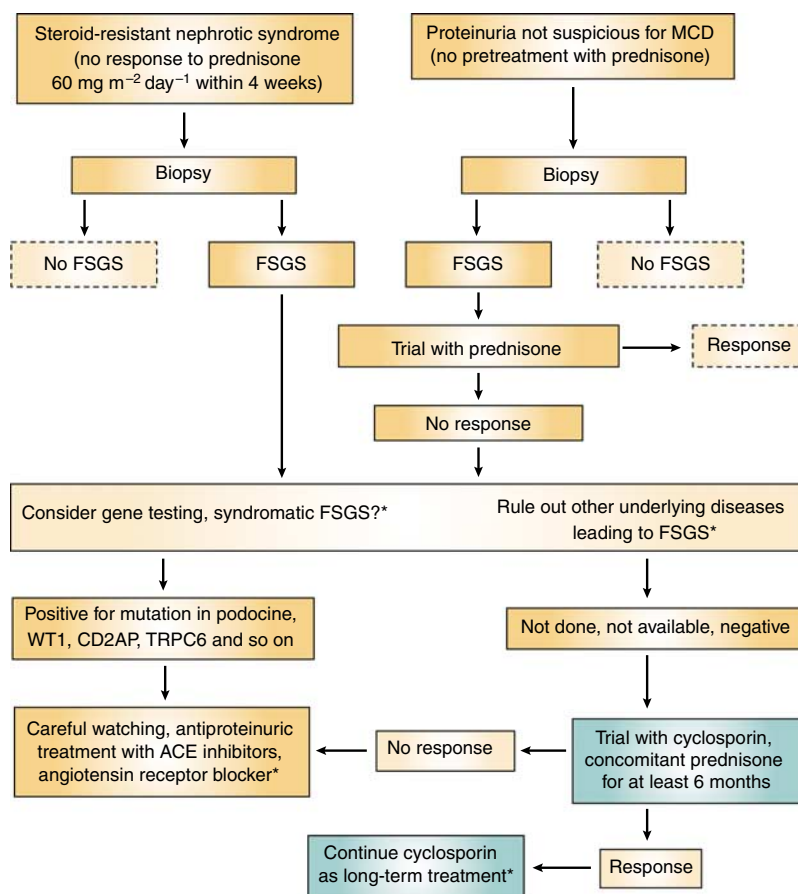 Steroid-resistant nephrotic syndrome
(no response to prednisone
60 mg m⁻² day⁻¹ within 4 weeks)
Proteinuria not suspicious for MCD
(no pretreatment with prednisone)
Biopsy
Biopsy
No FSGS
FSGS
FSGS
No FSGS
Trial with prednisone
Response
No response
Consider gene testing, syndromatic FSGS?*
Rule out other underlying diseases
leading to FSGS*
Positive for mutation in podocine,
WT1, CD2AP, TRPC6 and so on
Not done, not available, negative
Careful watching, antiproteinuric
treatment with ACE inhibitors,
angiotensin receptor blocker*
No response
Trial with cyclosporin,
concomitant prednisone
for at least 6 months
Continue cyclosporin
as long-term treatment*
Response